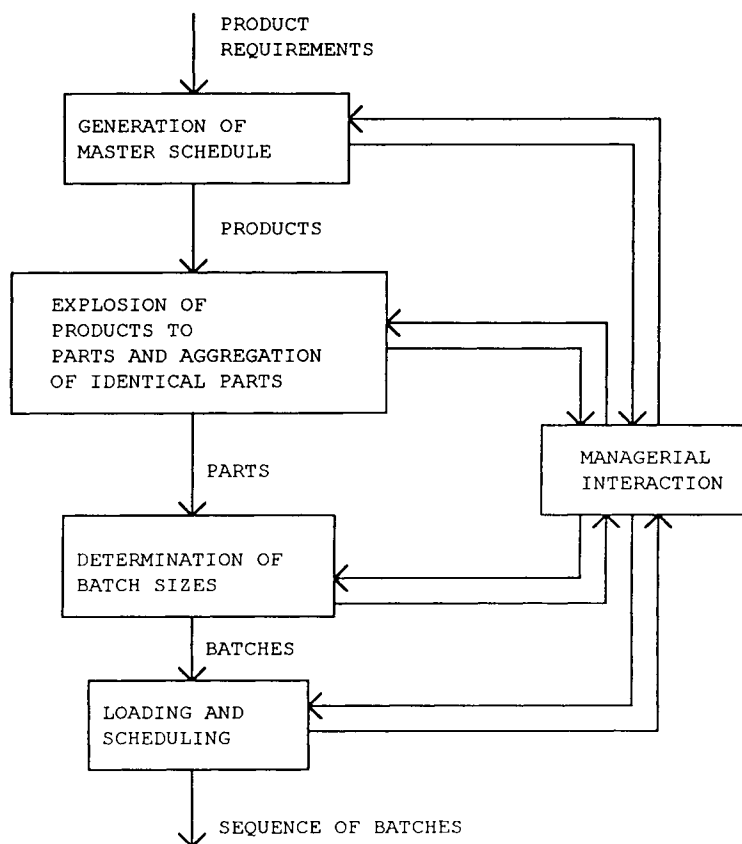 PRODUCT
REQUIREMENTS
GENERATION OF
MASTER SCHEDULE
PRODUCTS
EXPLOSION OF
PRODUCTS TO
PARTS AND AGGREGATION
OF IDENTICAL PARTS
MANAGERIAL
INTERACTION
PARTS
DETERMINATION OF
BATCH SIZES
BATCHES
LOADING AND
SCHEDULING
SEQUENCE OF BATCHES